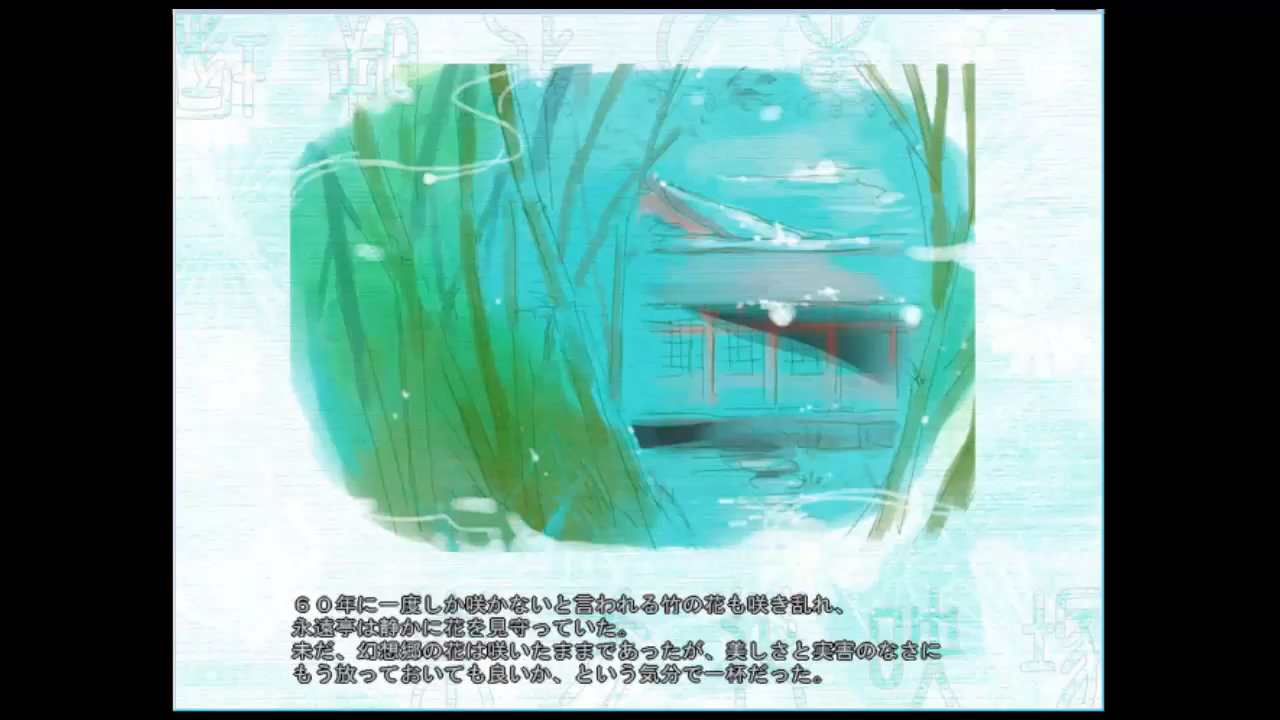 ６０年に一度しか咲かないと言われる竹の花も咲き乱れ、
永遠亭は静かに花を見守っていた。
未だ、幻想郷の花は咲いたままであったが、美しさと実害のなさに
もう放っておいても良いか、という気分で一杯だった。